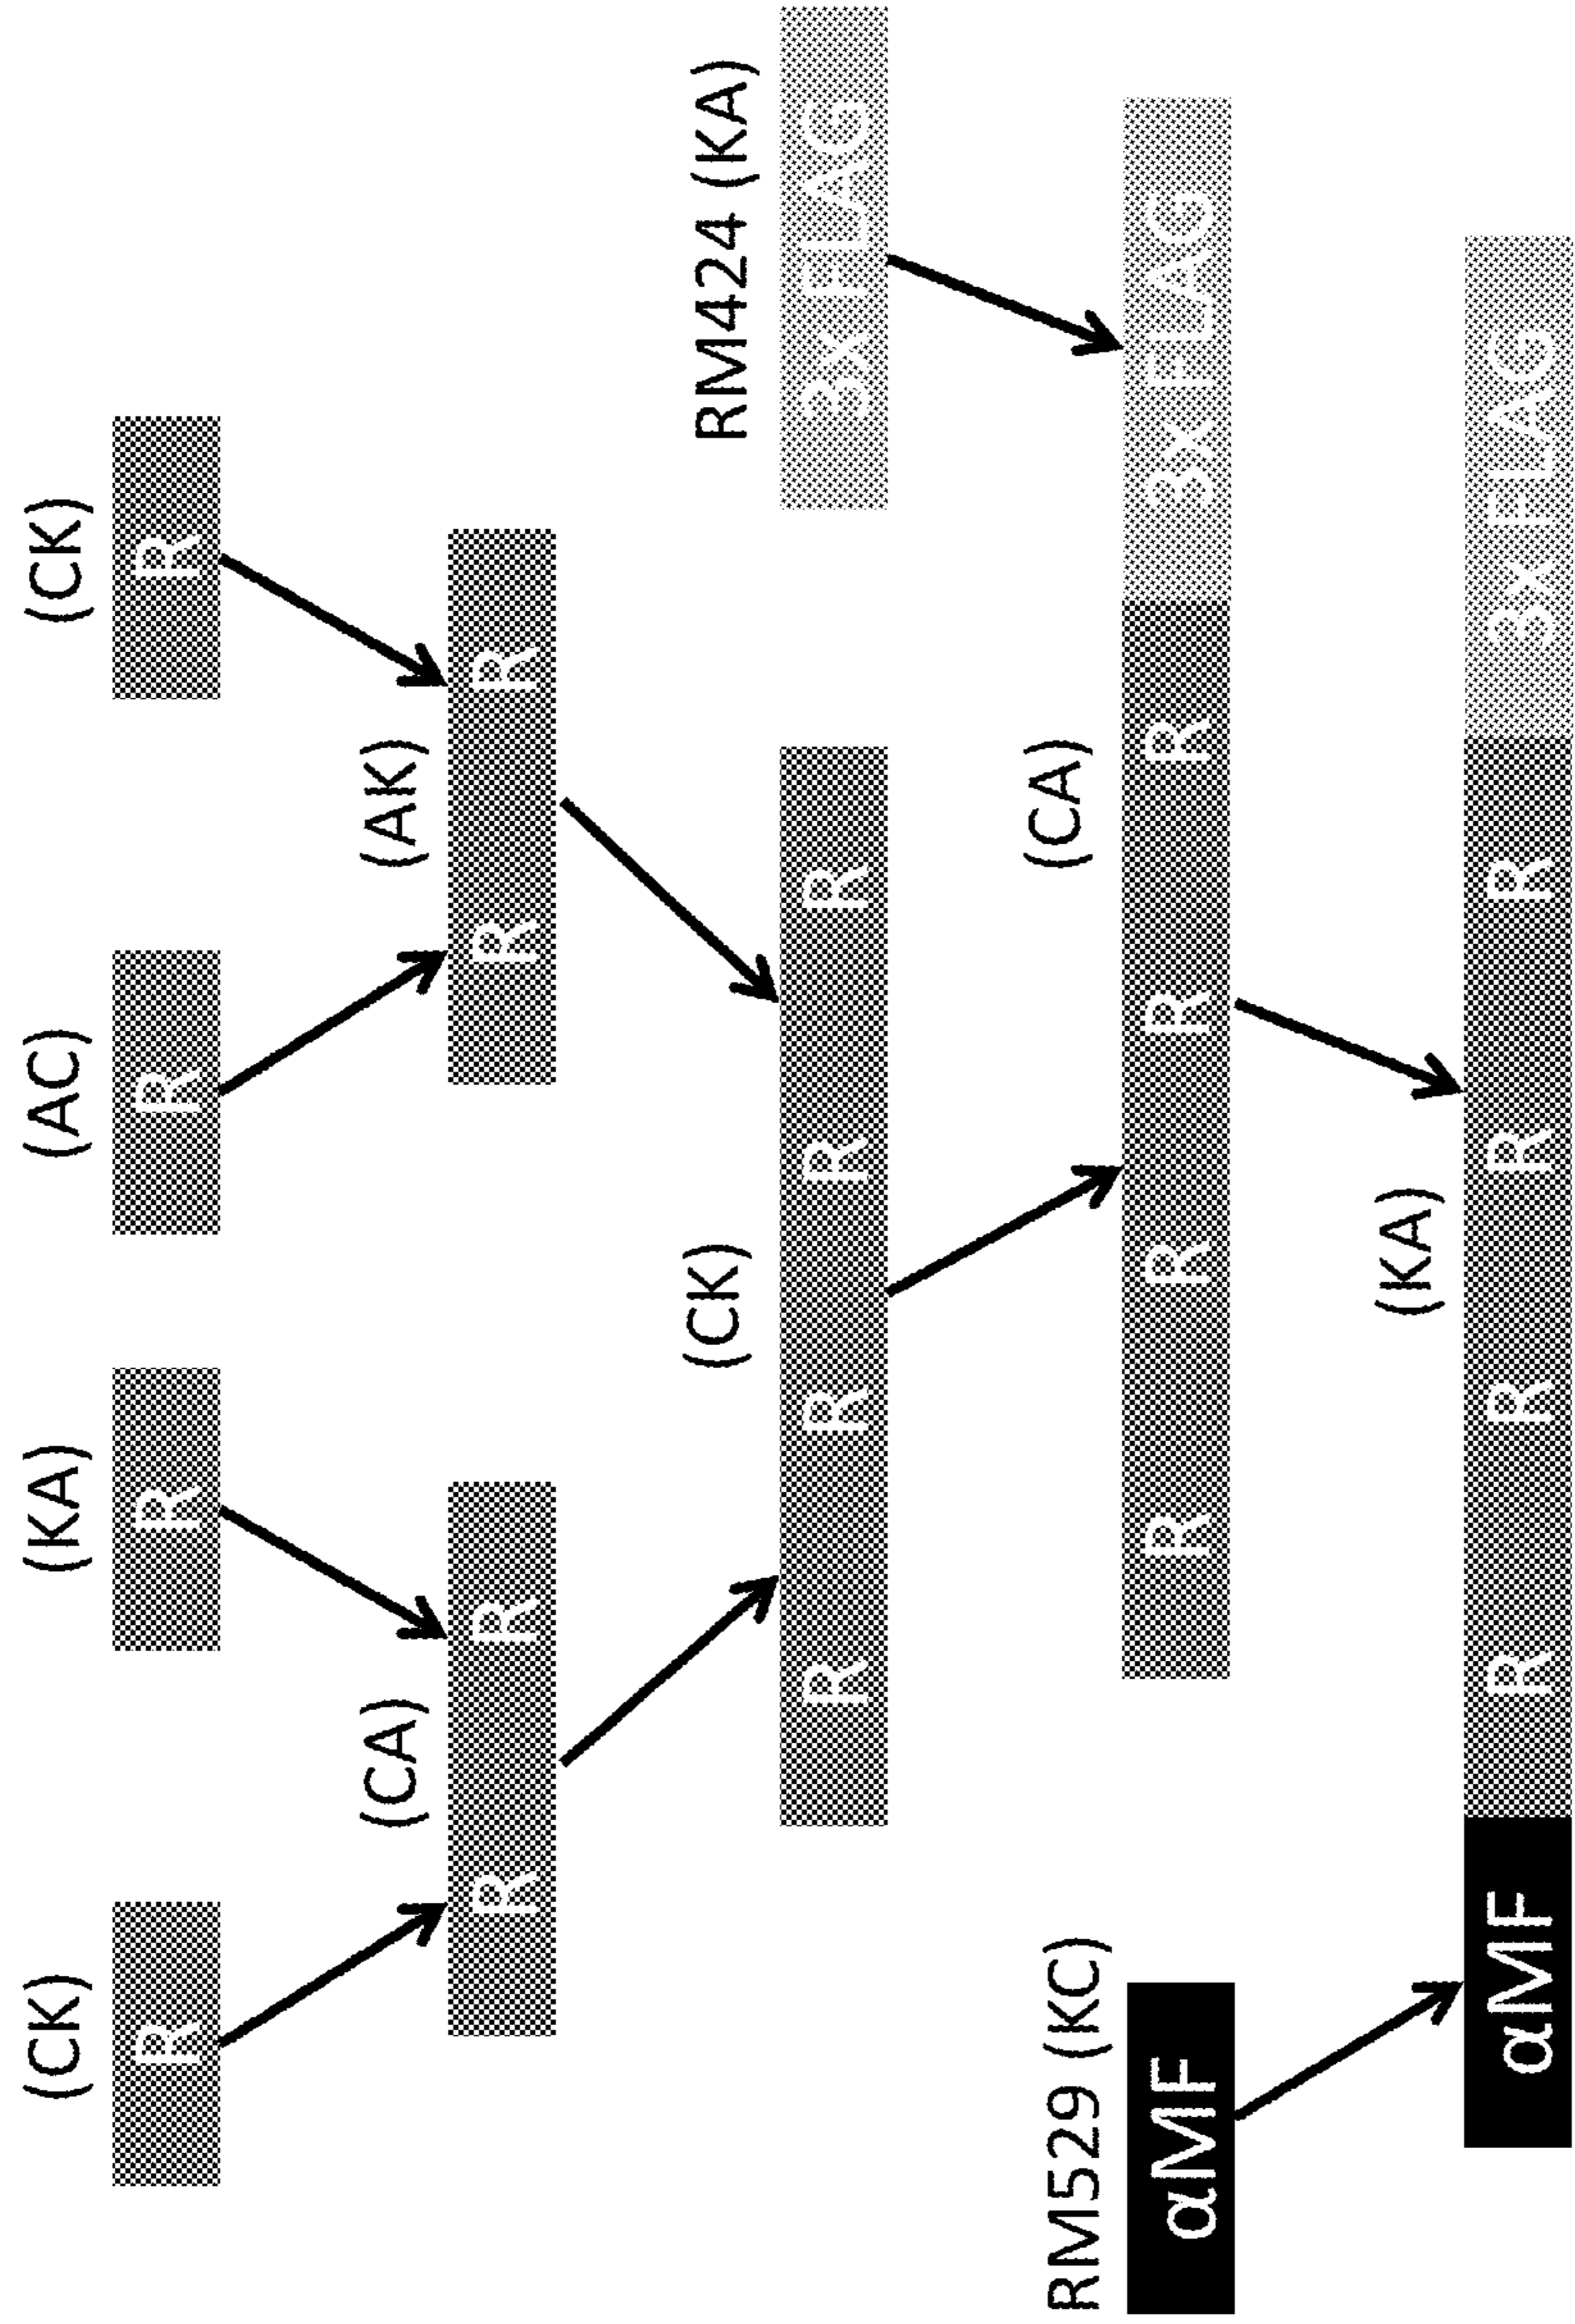 (CK) (KA) (AC) (CK)
R R R R
(CA) (AK)
R R R R
(CK) RM424 (KA)
R R R R 3xFLAG
RM529 (KC) (CA)
αMF R R R R 3xFLAG
(KA)
αMF R R R R 3xFLAG